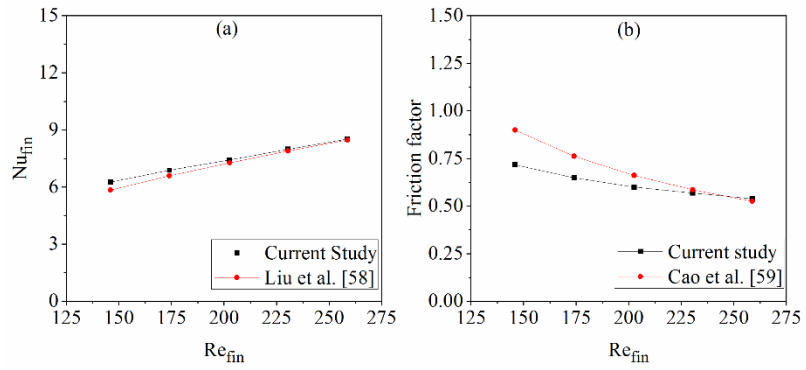 (a)
15
12
9
6
3
0
Nu_fin
Current Study
Liu et al. [58]
125 150 175 200 225 250 275
Re_fin
(b)
1.50
1.25
1.00
0.75
0.50
0.25
0.00
Friction factor
Current study
Cao et al. [59]
125 150 175 200 225 250 275
Re_fin